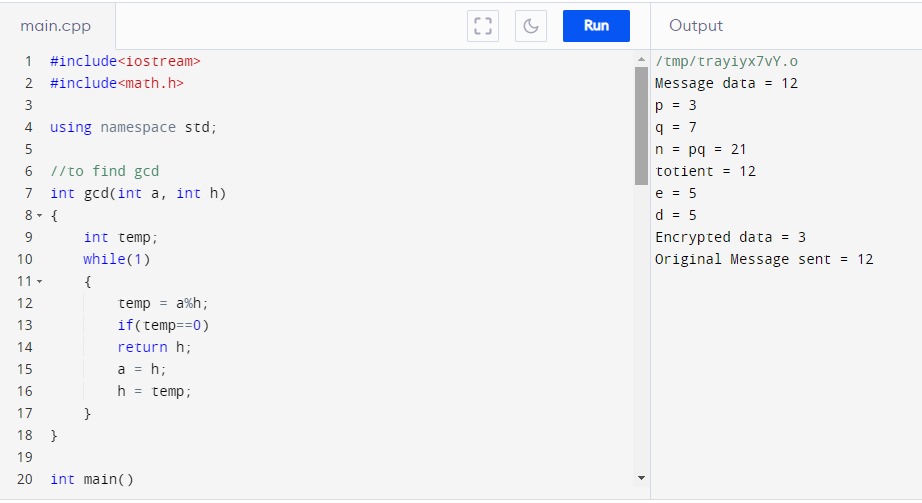 main.cpp
Run
Output
1 #include<iostream>
2 #include<math.h>
3
4 using namespace std;
5
6 //to find gcd
7 int gcd(int a, int h)
8 {
9 int temp;
10 while(1)
11 {
12 temp = a%h;
13 if(temp==0)
14 return h;
15 a = h;
16 h = temp;
17 }
18 }
19
20 int main()
/tmp/trayiyx7vY.o
Message data = 12
p = 3
q = 7
n = pq = 21
totient = 12
e = 5
d = 5
Encrypted data = 3
Original Message sent = 12